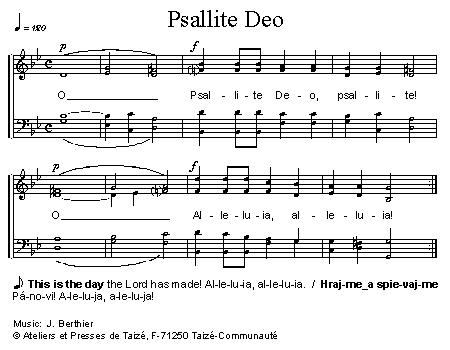 Psallite Deo
♩ = 120
p f
O Psal - li - te De - o, psal - li - te!
p f
O Al - le - lu - ia, al - le - lu - ia!
♪ This is the day the Lord has made! Al-le-lu-ia, al-le-lu-ia. / Hraj-me_a spie-vaj-me
Pá-no-vi! A-le-lu-ja, a-le-lu-ja!
Music: J. Berthier
© Ateliers et Presses de Taizé, F-71250 Taizé-Communauté